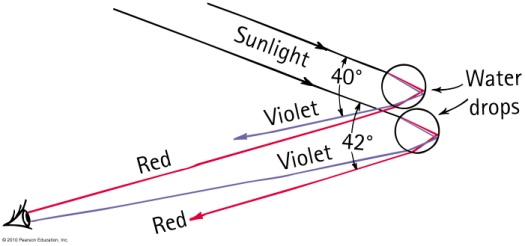 Sunlight
40°
Water
drops
Violet
42°
Red
Violet
Red
© 2010 Pearson Education, Inc.